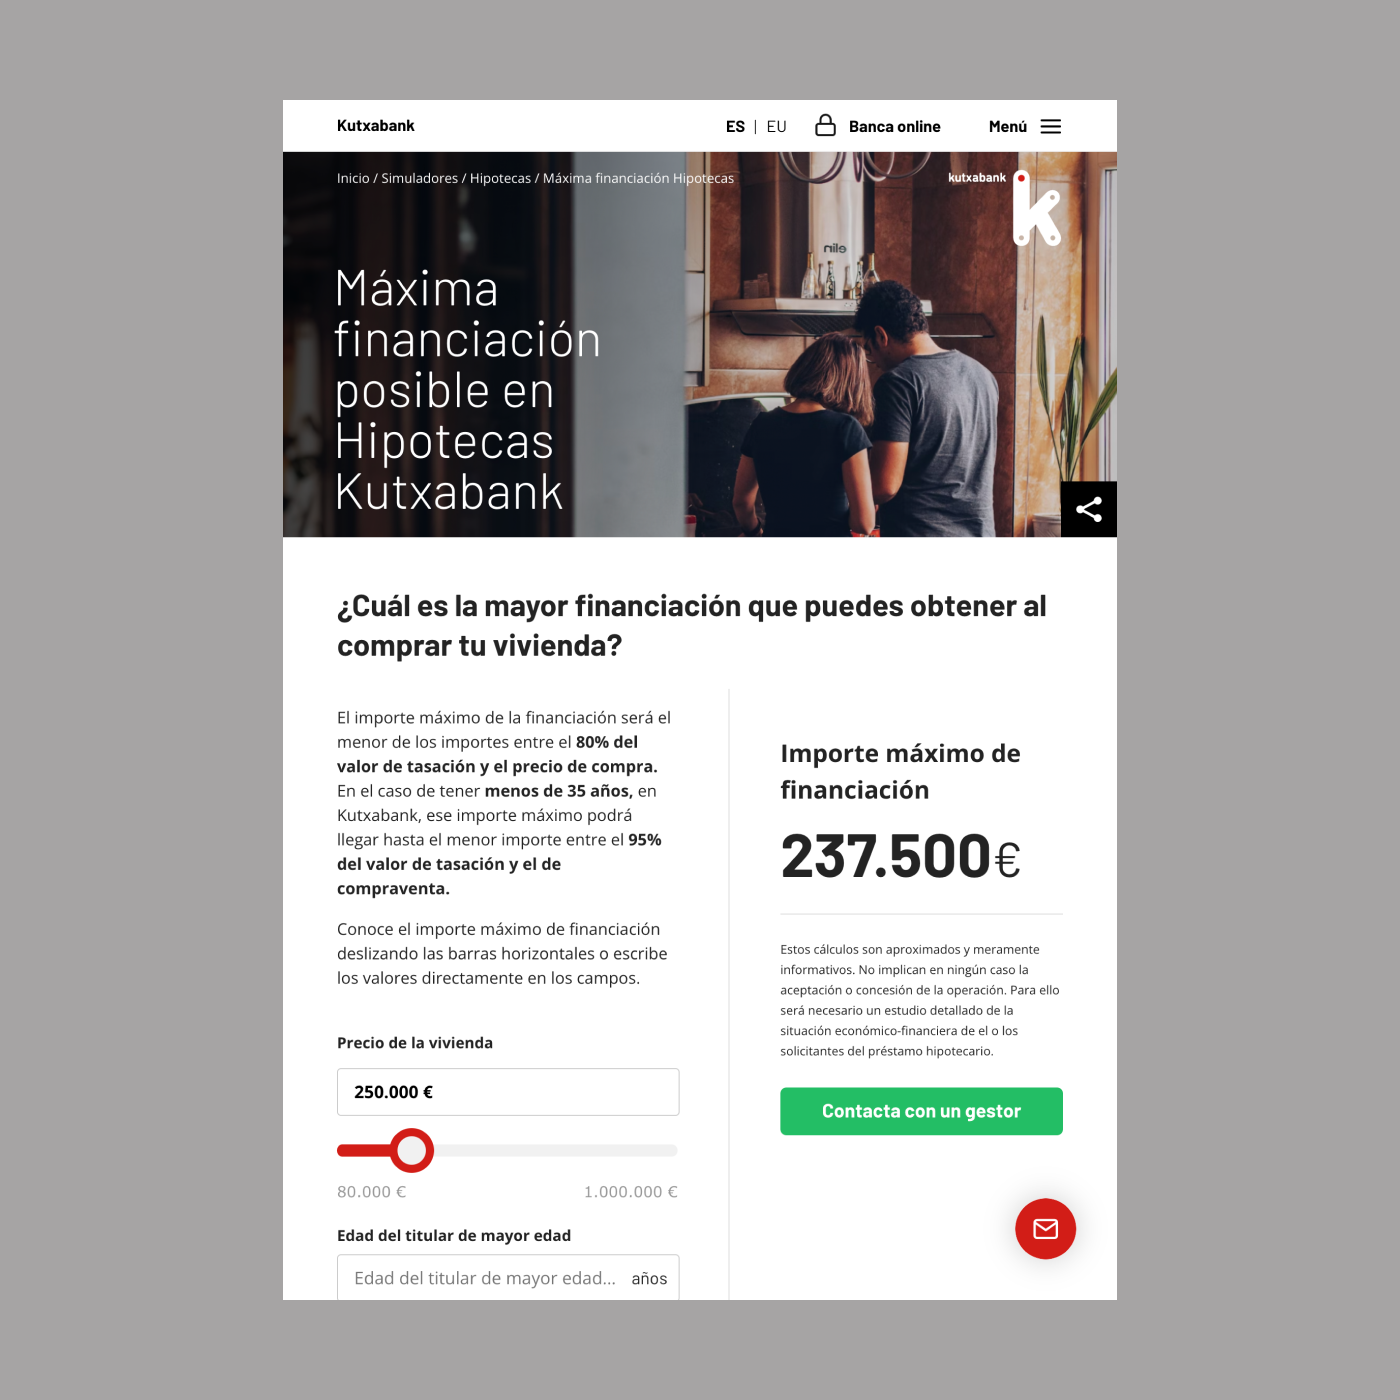 Kutxabank
ES | EU
Banca online
Menú
Inicio / Simuladores / Hipotecas / Máxima financiación Hipotecas
kutxabank
k
elin
Máxima
financiación
posible en
Hipotecas
Kutxabank
¿Cuál es la mayor financiación que puedes obtener al
comprar tu vivienda?
El importe máximo de la financiación será el
menor de los importes entre el 80% del
valor de tasación y el precio de compra.
En el caso de tener menos de 35 años, en
Kutxabank, ese importe máximo podrá
llegar hasta el menor importe entre el 95%
del valor de tasación y el de
compraventa.
Conoce el importe máximo de financiación
deslizando las barras horizontales o escribe
los valores directamente en los campos.
Precio de la vivienda
250.000 €
80.000 €
1.000.000 €
Edad del titular de mayor edad
Edad del titular de mayor edad... años
Importe máximo de
financiación
237.500€
Estos cálculos son aproximados y meramente
informativos. No implican en ningún caso la
aceptación o concesión de la operación. Para ello
será necesario un estudio detallado de la
situación económico-financiera de el o los
solicitantes del préstamo hipotecario.
Contacta con un gestor